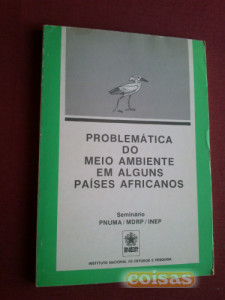 PROBLEMÁTICA
DO
MEIO AMBIENTE
EM ALGUNS
PAÍSES AFRICANOS
Seminário
PNUMA/MDRP/INEP
INSTITUTO NACIONAL DE ESTUDOS E PESQUISA
coisas